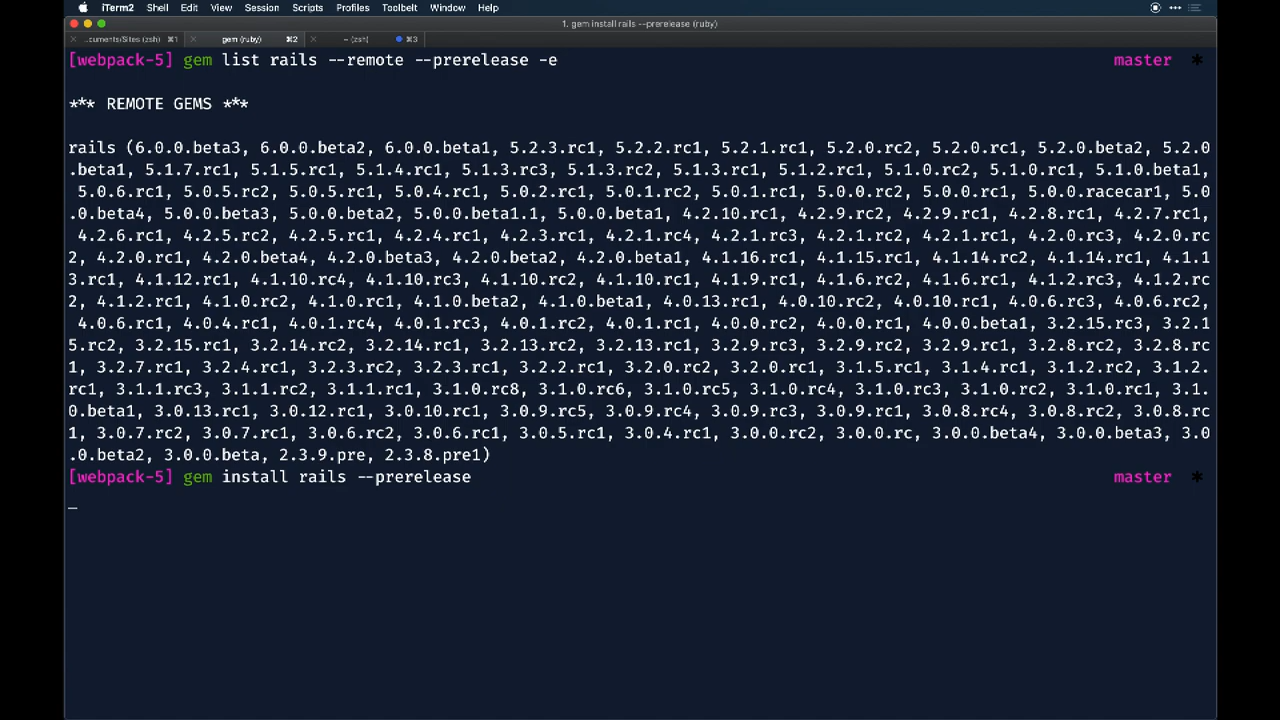 iTerm2 Shell Edit View Session Scripts Profiles Toolbelt Window Help
1. gem install rails --prerelease (ruby)
..cuments/Sites (zsh) ⌘1 gem (ruby) ⌘2 ~ (zsh) ⌘3
[webpack-5] gem list rails --remote --prerelease -e master *
*** REMOTE GEMS ***
rails (6.0.0.beta3, 6.0.0.beta2, 6.0.0.beta1, 5.2.3.rc1, 5.2.2.rc1, 5.2.1.rc1, 5.2.0.rc2, 5.2.0.rc1, 5.2.0.beta2, 5.2.0
.beta1, 5.1.7.rc1, 5.1.5.rc1, 5.1.4.rc1, 5.1.3.rc3, 5.1.3.rc2, 5.1.3.rc1, 5.1.2.rc1, 5.1.0.rc2, 5.1.0.rc1, 5.1.0.beta1,
5.0.6.rc1, 5.0.5.rc2, 5.0.5.rc1, 5.0.4.rc1, 5.0.2.rc1, 5.0.1.rc2, 5.0.1.rc1, 5.0.0.rc2, 5.0.0.rc1, 5.0.0.racecar1, 5.0
.0.beta4, 5.0.0.beta3, 5.0.0.beta2, 5.0.0.beta1.1, 5.0.0.beta1, 4.2.10.rc1, 4.2.9.rc2, 4.2.9.rc1, 4.2.8.rc1, 4.2.7.rc1,
4.2.6.rc1, 4.2.5.rc2, 4.2.5.rc1, 4.2.4.rc1, 4.2.3.rc1, 4.2.1.rc4, 4.2.1.rc3, 4.2.1.rc2, 4.2.1.rc1, 4.2.0.rc3, 4.2.0.rc
2, 4.2.0.rc1, 4.2.0.beta4, 4.2.0.beta3, 4.2.0.beta2, 4.2.0.beta1, 4.1.16.rc1, 4.1.15.rc1, 4.1.14.rc2, 4.1.14.rc1, 4.1.1
3.rc1, 4.1.12.rc1, 4.1.10.rc4, 4.1.10.rc3, 4.1.10.rc2, 4.1.10.rc1, 4.1.9.rc1, 4.1.6.rc2, 4.1.6.rc1, 4.1.2.rc3, 4.1.2.rc
2, 4.1.2.rc1, 4.1.0.rc2, 4.1.0.rc1, 4.1.0.beta2, 4.1.0.beta1, 4.0.13.rc1, 4.0.10.rc2, 4.0.10.rc1, 4.0.6.rc3, 4.0.6.rc2,
4.0.6.rc1, 4.0.4.rc1, 4.0.1.rc4, 4.0.1.rc3, 4.0.1.rc2, 4.0.1.rc1, 4.0.0.rc2, 4.0.0.rc1, 4.0.0.beta1, 3.2.15.rc3, 3.2.1
5.rc2, 3.2.15.rc1, 3.2.14.rc2, 3.2.14.rc1, 3.2.13.rc2, 3.2.13.rc1, 3.2.9.rc3, 3.2.9.rc2, 3.2.9.rc1, 3.2.8.rc2, 3.2.8.rc
1, 3.2.7.rc1, 3.2.4.rc1, 3.2.3.rc2, 3.2.3.rc1, 3.2.2.rc1, 3.2.0.rc2, 3.2.0.rc1, 3.1.5.rc1, 3.1.4.rc1, 3.1.2.rc2, 3.1.2.
rc1, 3.1.1.rc3, 3.1.1.rc2, 3.1.1.rc1, 3.1.0.rc8, 3.1.0.rc6, 3.1.0.rc5, 3.1.0.rc4, 3.1.0.rc3, 3.1.0.rc2, 3.1.0.rc1, 3.1.
0.beta1, 3.0.13.rc1, 3.0.12.rc1, 3.0.10.rc1, 3.0.9.rc5, 3.0.9.rc4, 3.0.9.rc3, 3.0.9.rc1, 3.0.8.rc4, 3.0.8.rc2, 3.0.8.rc
1, 3.0.7.rc2, 3.0.7.rc1, 3.0.6.rc2, 3.0.6.rc1, 3.0.5.rc1, 3.0.4.rc1, 3.0.0.rc2, 3.0.0.rc, 3.0.0.beta4, 3.0.0.beta3, 3.0
.0.beta2, 3.0.0.beta, 2.3.9.pre, 2.3.8.pre1)
[webpack-5] gem install rails --prerelease master *
_